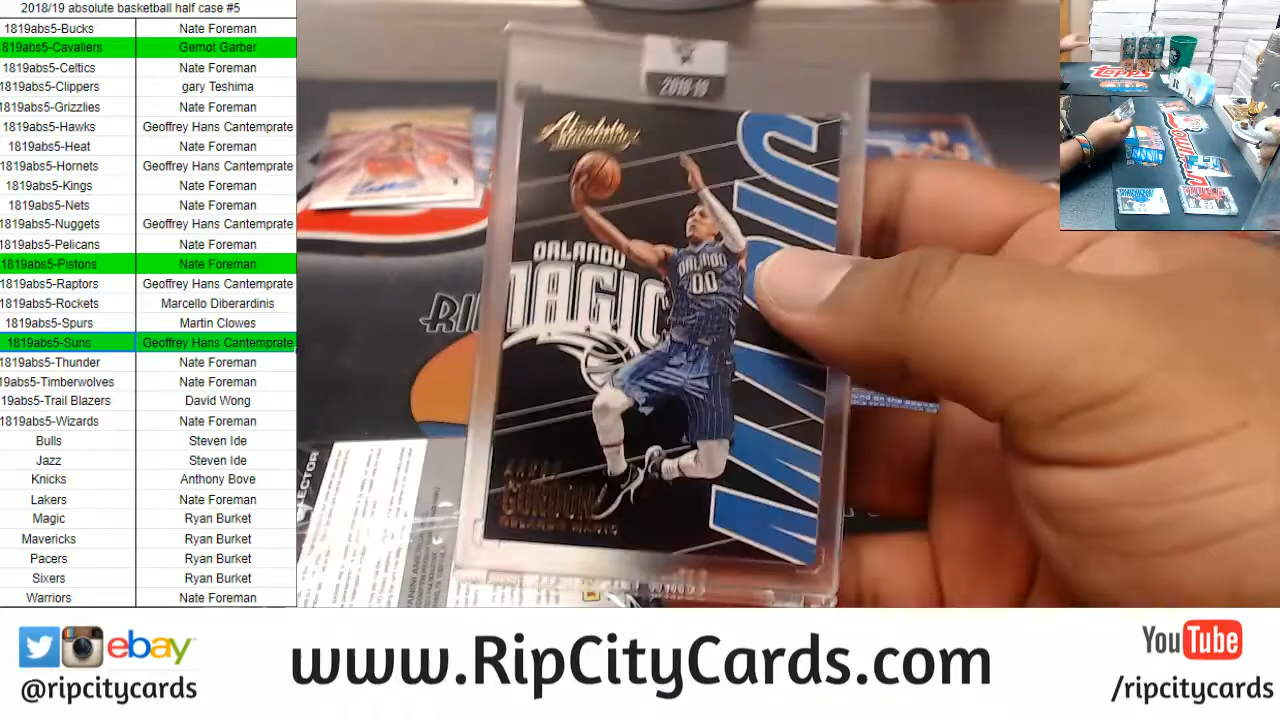 2018/19 absolute basketball half case #5
1819abs5-Bucks Nate Foreman
819abs5-Cavaliers Gernot Garber
1819abs5-Celtics Nate Foreman
1819abs5-Clippers gary Teshima
1819abs5-Grizzlies Nate Foreman
1819abs5-Hawks Geoffrey Hans Cantemprate
1819abs5-Heat Nate Foreman
1819abs5-Hornets Geoffrey Hans Cantemprate
1819abs5-Kings Nate Foreman
1819abs5-Nets Nate Foreman
1819abs5-Nuggets Geoffrey Hans Cantemprate
1819abs5-Pelicans Nate Foreman
1819abs5-Pistons Nate Foreman
1819abs5-Raptors Geoffrey Hans Cantemprate
1819abs5-Rockets Marcello Diberardinis
1819abs5-Spurs Martin Clowes
1819abs5-Suns Geoffrey Hans Cantemprate
1819abs5-Thunder Nate Foreman
19abs5-Timberwolves Nate Foreman
19abs5-Trail Blazers David Wong
1819abs5-Wizards Nate Foreman
Bulls Steven Ide
Jazz Steven Ide
Knicks Anthony Bove
Lakers Nate Foreman
Magic Ryan Burket
Mavericks Ryan Burket
Pacers Ryan Burket
Sixers Ryan Burket
Warriors Nate Foreman
2018-19
Absolute
ORLANDO
MAGIC
ORLANDO
00
GORDON
ORLANDO MAGIC
RI
topps
ebay
@ripcitycards
www.RipCityCards.com
YouTube
/ripcitycards